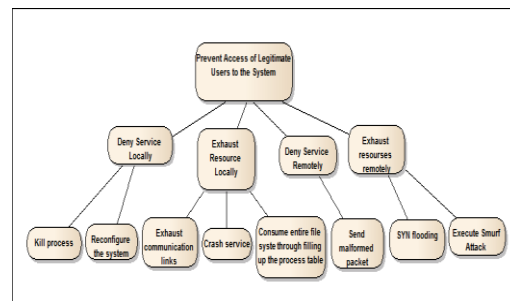 Prevent Access of Legitimate
Users to the System
Deny Service
Locally
Exhaust
Resource
Locally
Deny Service
Remotely
Exhaust
resourses
remotely
Kill process
Reconfigure
the system
Exhaust
communication
links
Crash service
Consume entire file
syste through filling
up the process table
Send
malformed
packet
SYN flooding
Execute Smurf
Attack